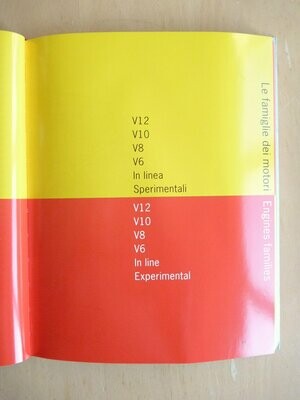 V12
V10
V8
V6
In linea
Sperimentali
V12
V10
V8
V6
In line
Experimental
Le famiglie dei motori
Engines families